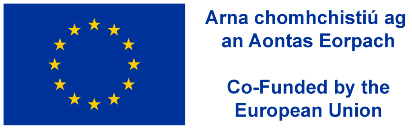 Arna chomhchistiú ag
an Aontas Eorpach
Co-Funded by the
European Union